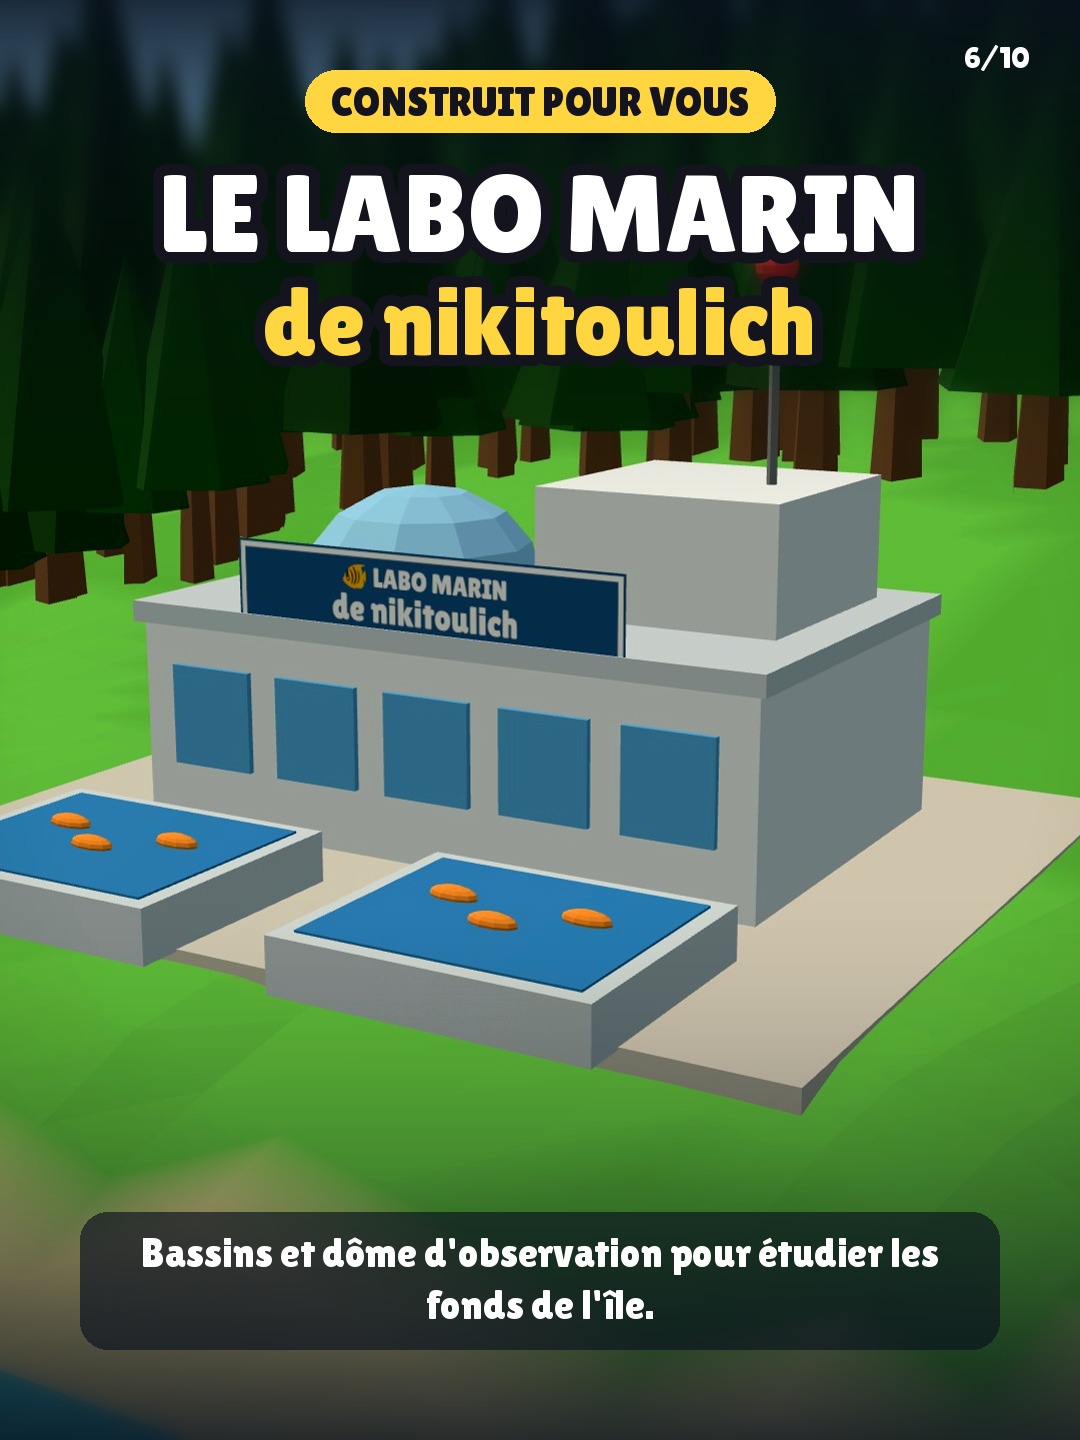 6/10
CONSTRUIT POUR VOUS
LE LABO MARIN
de nikitoulich
LABO MARIN
de nikitoulich
Bassins et dôme d'observation pour étudier les
fonds de l'île.